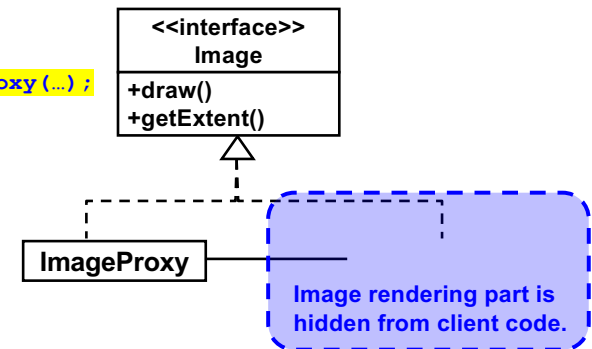 <<interface>>
Image
oxy(…);
+draw()
+getExtent()
ImageProxy
Image rendering part is
hidden from client code.